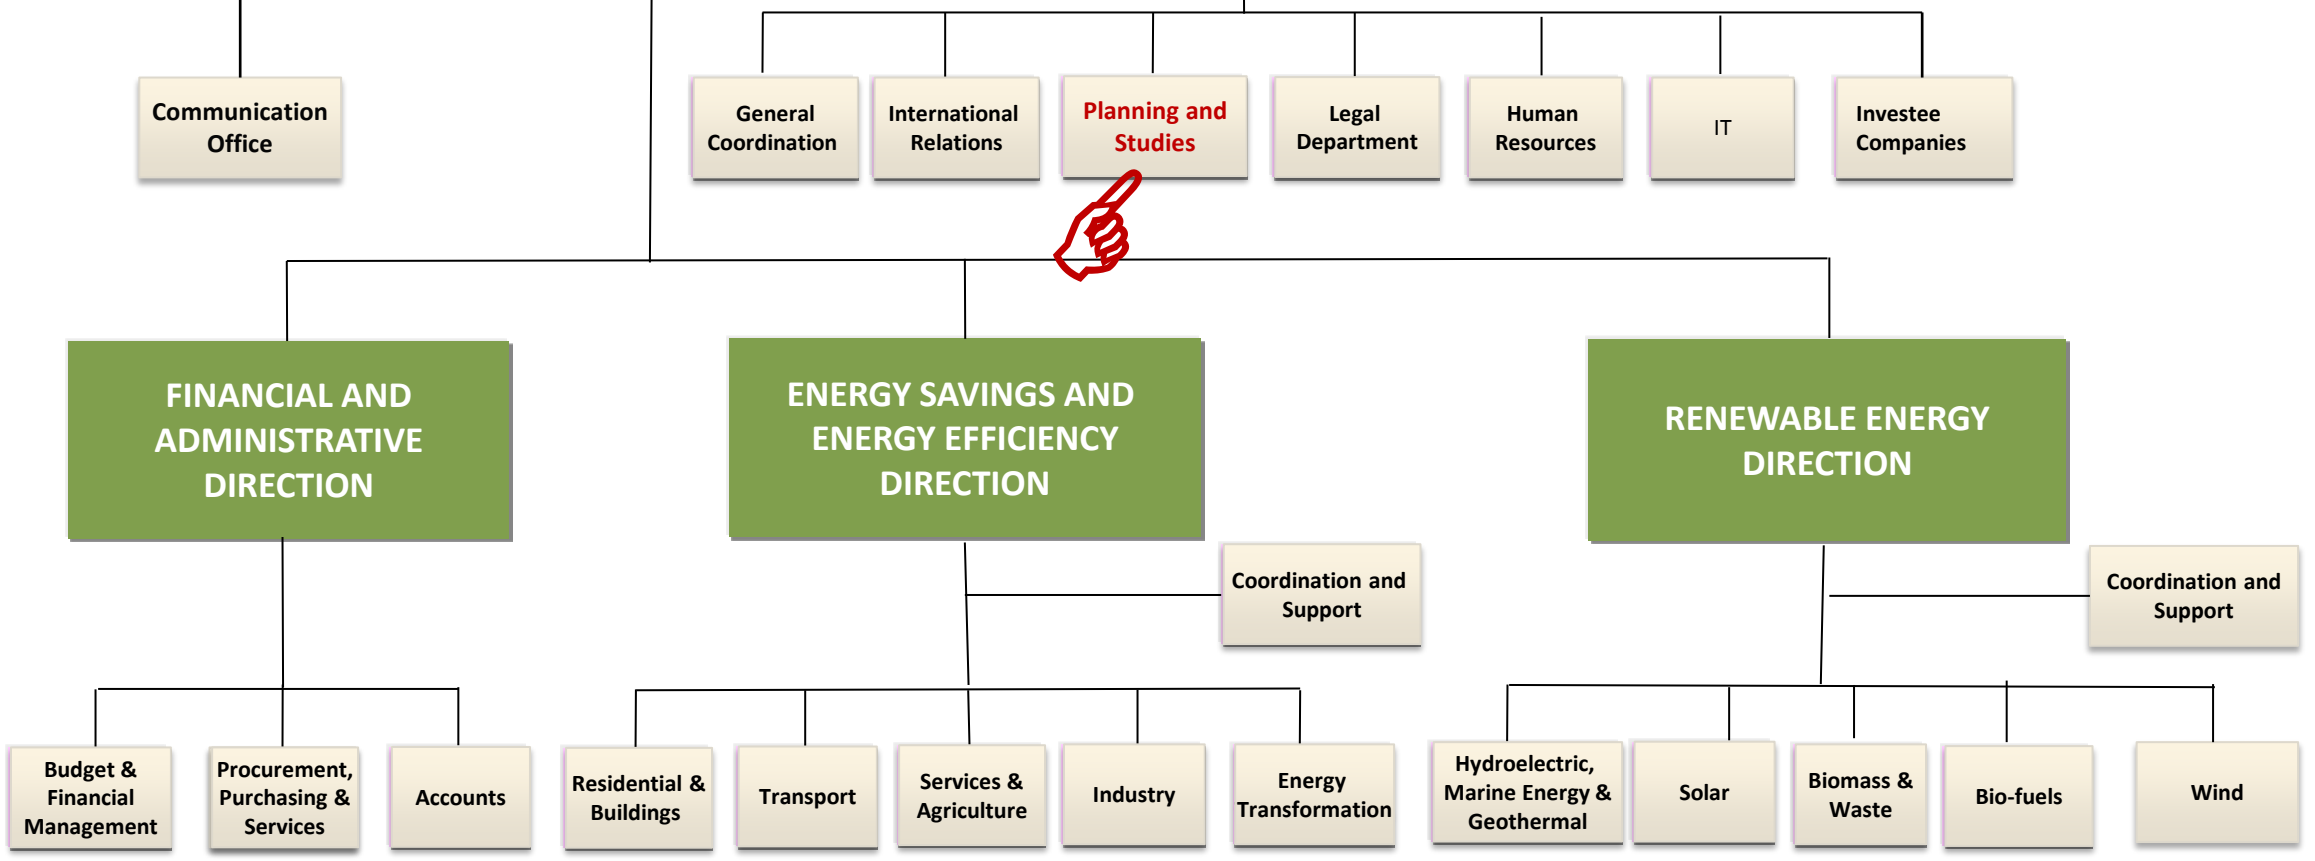 Communication
Office
General
Coordination
International
Relations
Planning and
Studies
Legal
Department
Human
Resources
IT
Investee
Companies
FINANCIAL AND
ADMINISTRATIVE
DIRECTION
ENERGY SAVINGS AND
ENERGY EFFICIENCY
DIRECTION
RENEWABLE ENERGY
DIRECTION
Coordination and
Support
Coordination and
Support
Budget &
Financial
Management
Procurement,
Purchasing &
Services
Accounts
Residential &
Buildings
Transport
Services &
Agriculture
Industry
Energy
Transformation
Hydroelectric,
Marine Energy &
Geothermal
Solar
Biomass &
Waste
Bio-fuels
Wind